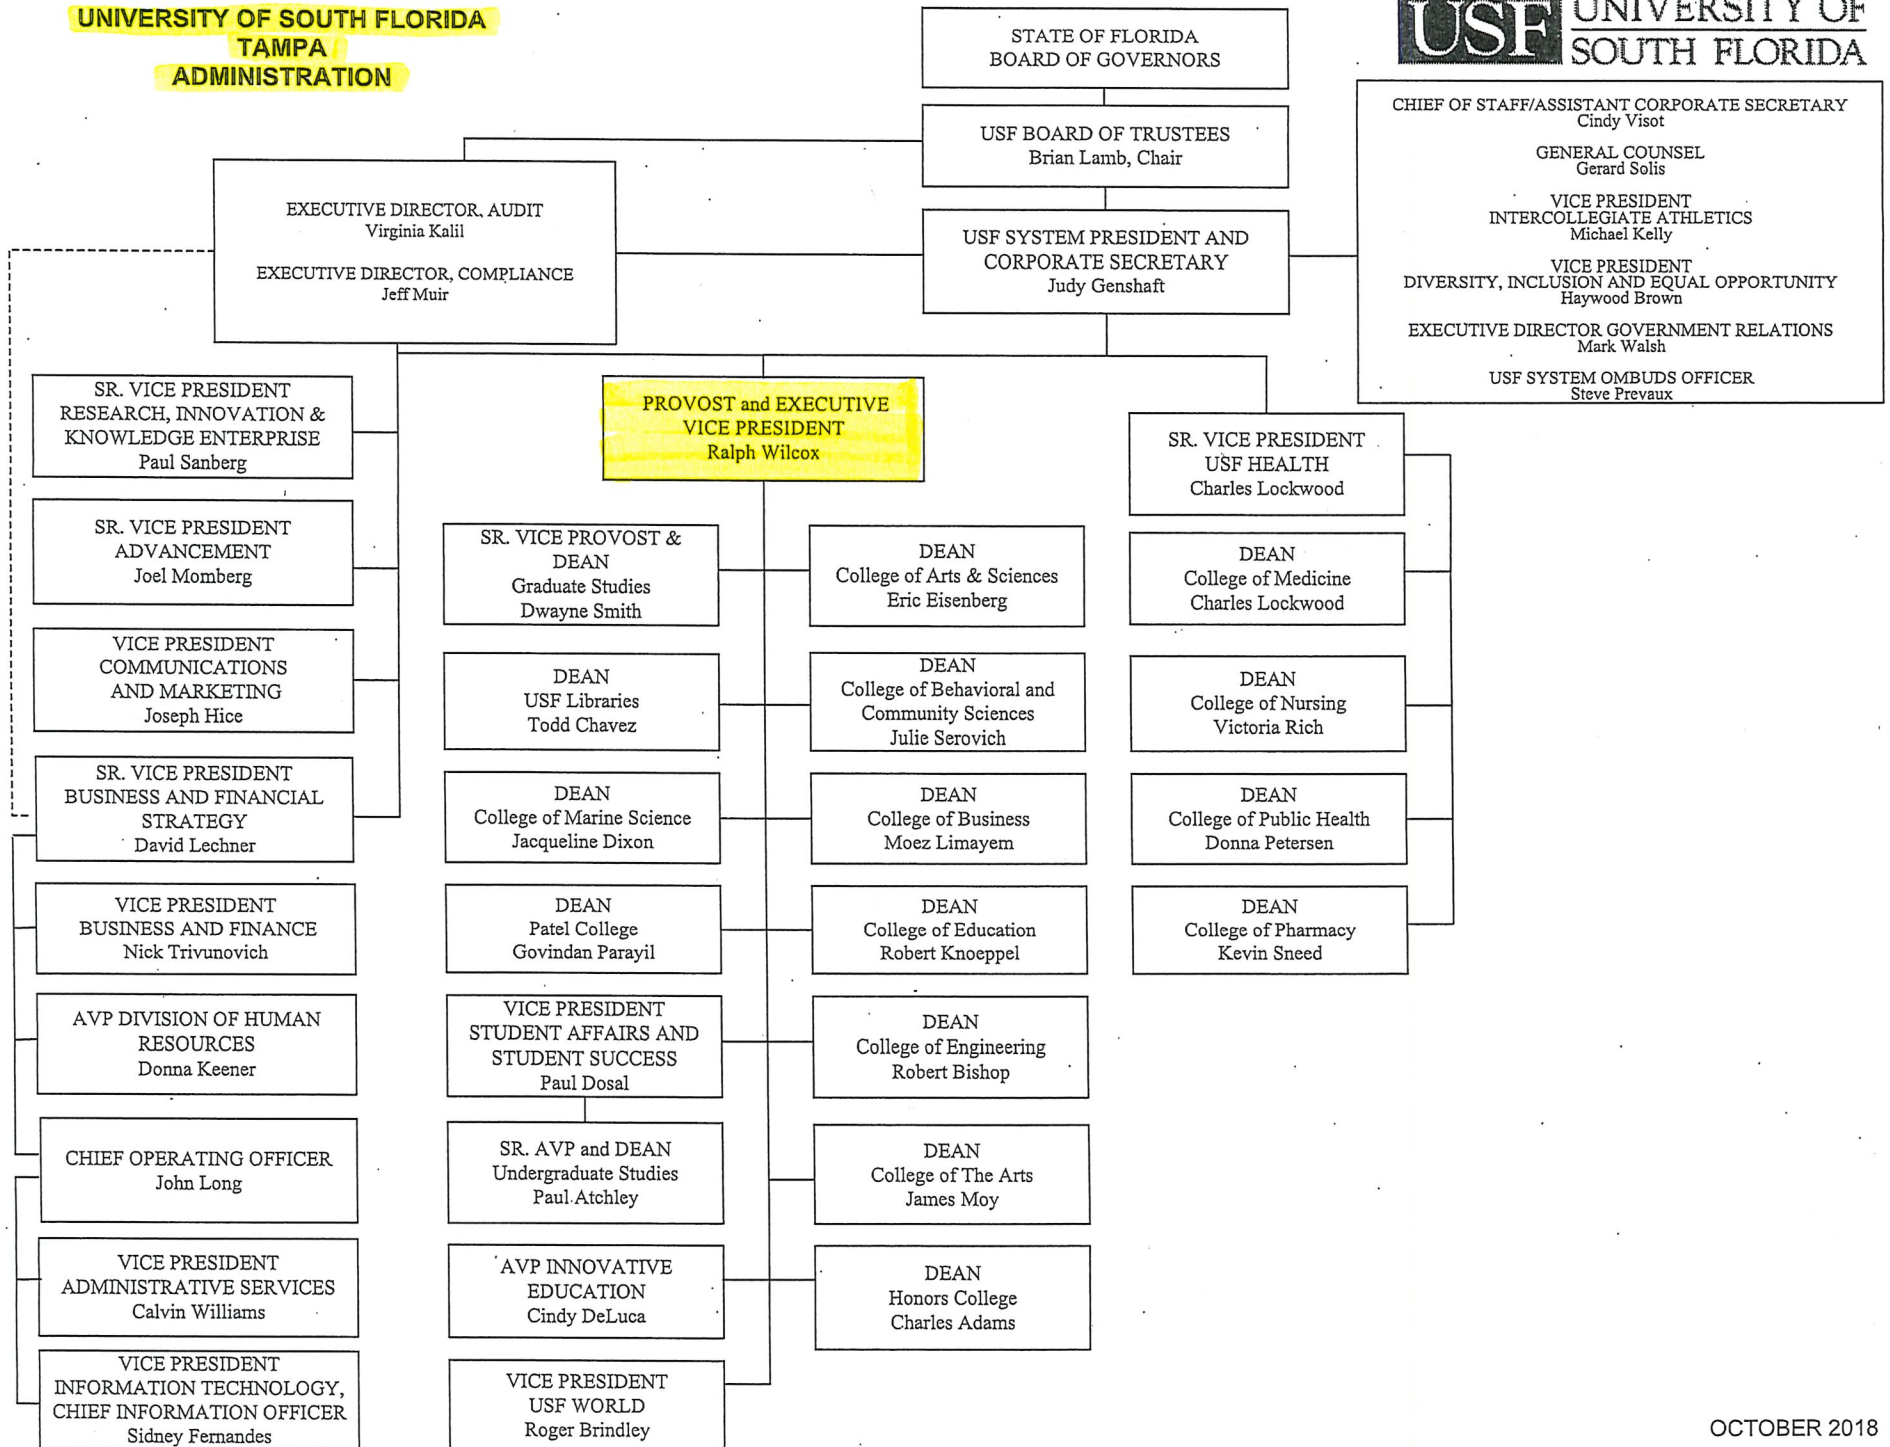 UNIVERSITY OF SOUTH FLORIDA
TAMPA
ADMINISTRATION
USF
UNIVERSITY OF
SOUTH FLORIDA
STATE OF FLORIDA
BOARD OF GOVERNORS
USF BOARD OF TRUSTEES
Brian Lamb, Chair
USF SYSTEM PRESIDENT AND
CORPORATE SECRETARY
Judy Genshaft
CHIEF OF STAFF/ASSISTANT CORPORATE SECRETARY
Cindy Visot
GENERAL COUNSEL
Gerard Solis
VICE PRESIDENT
INTERCOLLEGIATE ATHLETICS
Michael Kelly
VICE PRESIDENT
DIVERSITY, INCLUSION AND EQUAL OPPORTUNITY
Haywood Brown
EXECUTIVE DIRECTOR GOVERNMENT RELATIONS
Mark Walsh
USF SYSTEM OMBUDS OFFICER
Steve Prevaux
EXECUTIVE DIRECTOR, AUDIT
Virginia Kalil
EXECUTIVE DIRECTOR, COMPLIANCE
Jeff Muir
SR. VICE PRESIDENT
RESEARCH, INNOVATION &
KNOWLEDGE ENTERPRISE
Paul Sanberg
SR. VICE PRESIDENT
ADVANCEMENT
Joel Momberg
VICE PRESIDENT
COMMUNICATIONS
AND MARKETING
Joseph Hice
SR. VICE PRESIDENT
BUSINESS AND FINANCIAL
STRATEGY
David Lechner
VICE PRESIDENT
BUSINESS AND FINANCE
Nick Trivunovich
AVP DIVISION OF HUMAN
RESOURCES
Donna Keener
CHIEF OPERATING OFFICER
John Long
VICE PRESIDENT
ADMINISTRATIVE SERVICES
Calvin Williams
VICE PRESIDENT
INFORMATION TECHNOLOGY,
CHIEF INFORMATION OFFICER
Sidney Fernandes
PROVOST and EXECUTIVE
VICE PRESIDENT
Ralph Wilcox
SR. VICE PROVOST &
DEAN
Graduate Studies
Dwayne Smith
DEAN
USF Libraries
Todd Chavez
DEAN
College of Marine Science
Jacqueline Dixon
DEAN
Patel College
Govindan Parayil
VICE PRESIDENT
STUDENT AFFAIRS AND
STUDENT SUCCESS
Paul Dosal
SR. AVP and DEAN
Undergraduate Studies
Paul Atchley
AVP INNOVATIVE
EDUCATION
Cindy DeLuca
VICE PRESIDENT
USF WORLD
Roger Brindley
DEAN
College of Arts & Sciences
Eric Eisenberg
DEAN
College of Behavioral and
Community Sciences
Julie Serovich
DEAN
College of Business
Moez Limayem
DEAN
College of Education
Robert Knoeppel
DEAN
College of Engineering
Robert Bishop
DEAN
College of The Arts
James Moy
DEAN
Honors College
Charles Adams
SR. VICE PRESIDENT
USF HEALTH
Charles Lockwood
DEAN
College of Medicine
Charles Lockwood
DEAN
College of Nursing
Victoria Rich
DEAN
College of Public Health
Donna Petersen
DEAN
College of Pharmacy
Kevin Sneed
OCTOBER 2018